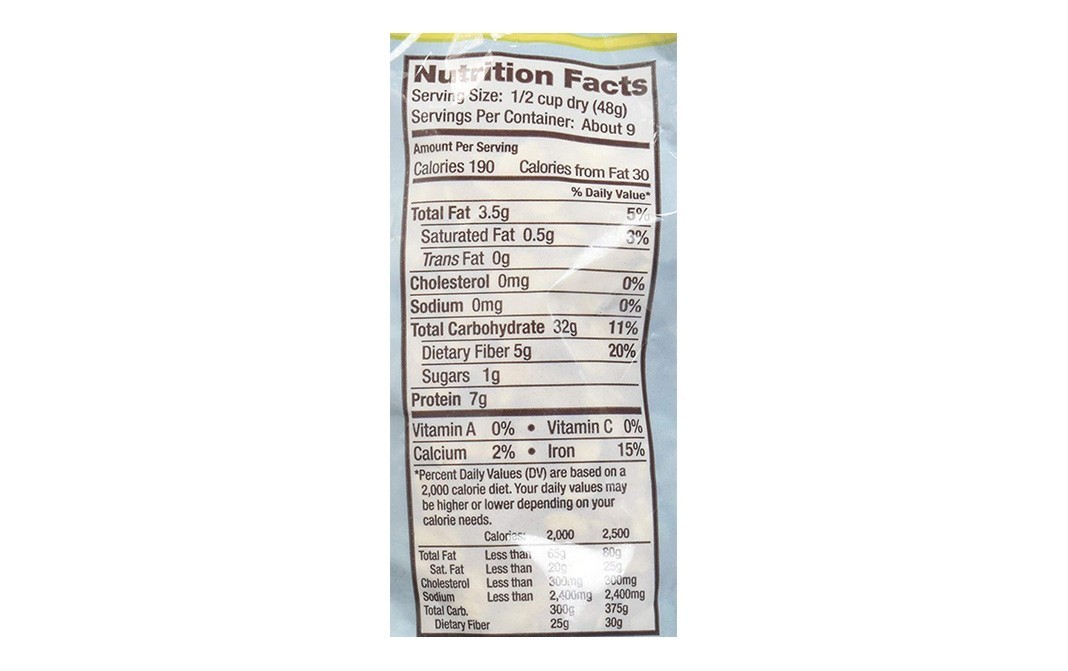 Nutrition Facts
Serving Size: 1/2 cup dry (48g)
Servings Per Container: About 9
Amount Per Serving
Calories 190 Calories from Fat 30
% Daily Value*
Total Fat 3.5g 5%
Saturated Fat 0.5g 3%
Trans Fat 0g
Cholesterol 0mg 0%
Sodium 0mg 0%
Total Carbohydrate 32g 11%
Dietary Fiber 5g 20%
Sugars 1g
Protein 7g
Vitamin A 0% • Vitamin C 0%
Calcium 2% • Iron 15%
*Percent Daily Values (DV) are based on a
2,000 calorie diet. Your daily values may
be higher or lower depending on your
calorie needs.
Calories: 2,000 2,500
Total Fat Less than 65g 80g
Sat. Fat Less than 20g 25g
Cholesterol Less than 300mg 300mg
Sodium Less than 2,400mg 2,400mg
Total Carb. 300g 375g
Dietary Fiber 25g 30g